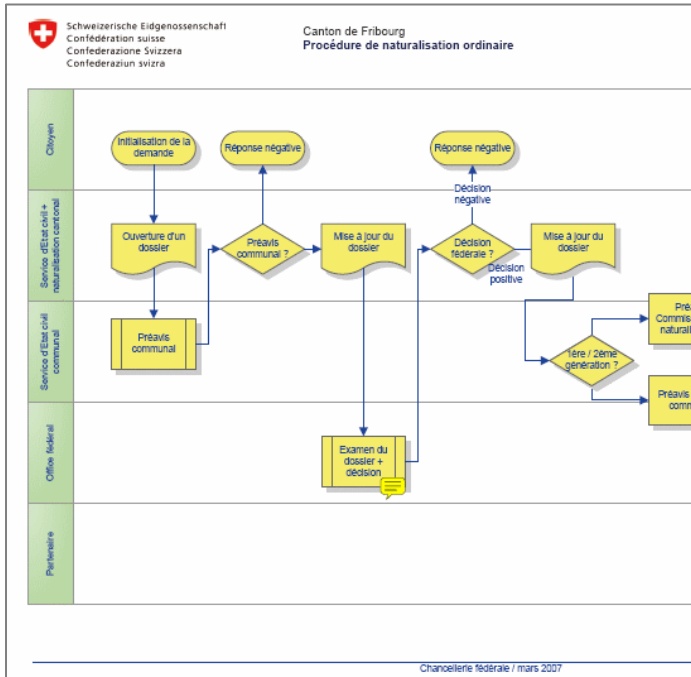 Schweizerische Eidgenossenschaft
Confédération suisse
Confederazione Svizzera
Confederaziun svizra
Canton de Fribourg
Procédure de naturalisation ordinaire
Citoyen
Initialisation de la
demande
Réponse négative
Réponse négative
Décision
négative
Service d'Etat civil +
naturalisation cantonal
Ouverture d'un
dossier
Préavis
communal ?
Mise à jour du
dossier
Décision
fédérale ?
Décision
positive
Mise à jour du
dossier
Service d'Etat civil
communal
Préavis
communal
1ère / 2ème
génération ?
Préavis
Office fédéral
Examen du
dossier +
décision
Partenaire
Chancellerie fédérale / mars 2007